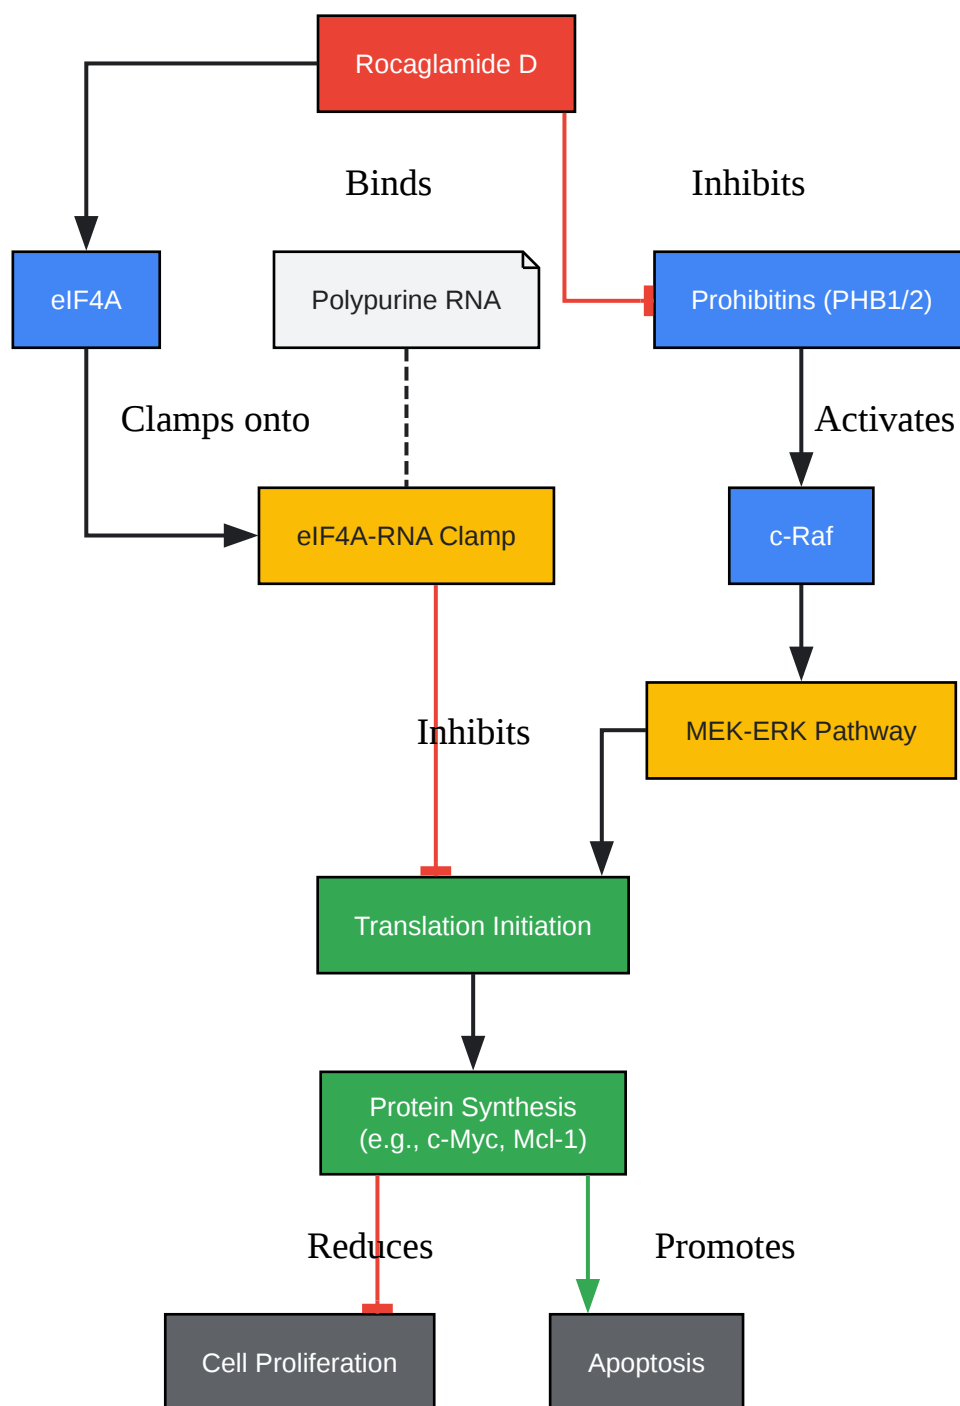 Rocaglamide D
Binds
Inhibits
eIF4A
Polypurine RNA
Prohibitins (PHB1/2)
Clamps onto
Activates
eIF4A-RNA Clamp
c-Raf
Inhibits
MEK-ERK Pathway
Translation Initiation
Protein Synthesis
(e.g., c-Myc, Mcl-1)
Reduces
Promotes
Cell Proliferation
Apoptosis